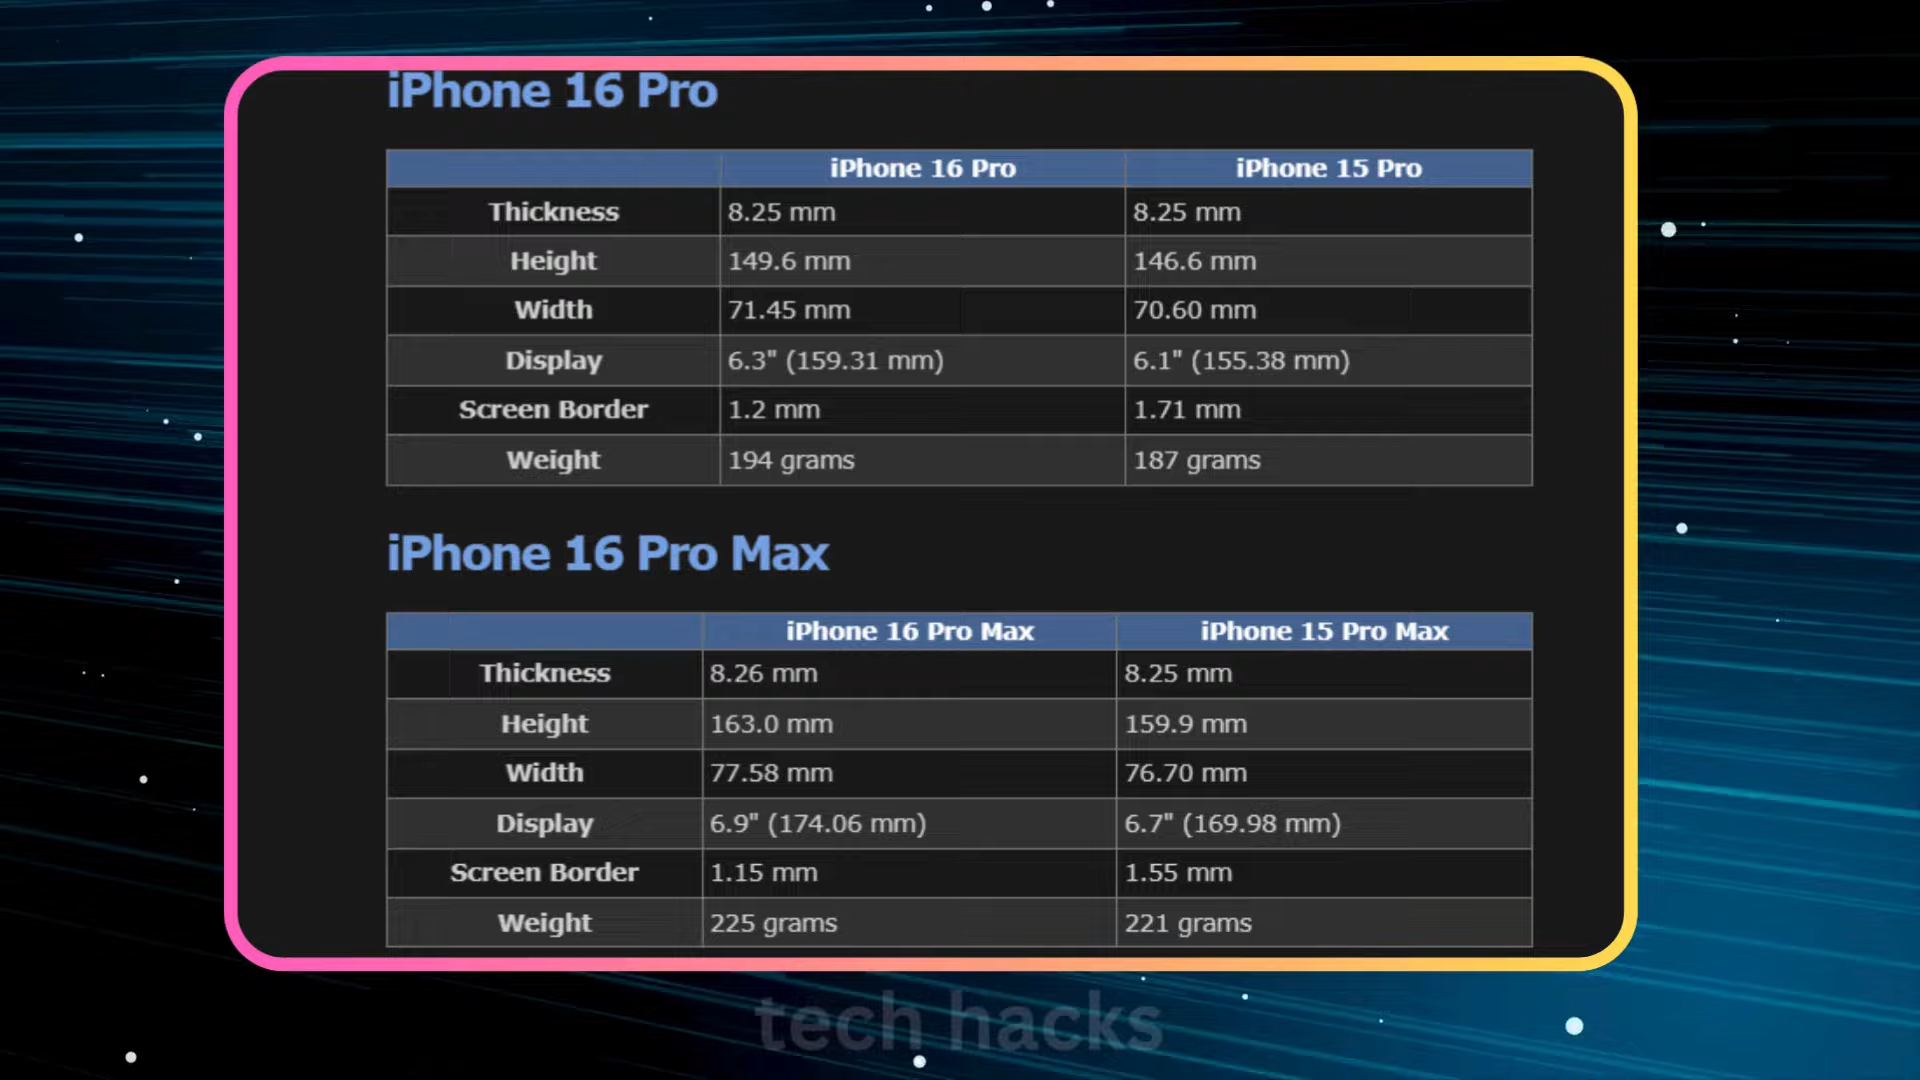 iPhone 16 Pro
iPhone 16 Pro iPhone 15 Pro
Thickness 8.25 mm 8.25 mm
Height 149.6 mm 146.6 mm
Width 71.45 mm 70.60 mm
Display 6.3" (159.31 mm) 6.1" (155.38 mm)
Screen Border 1.2 mm 1.71 mm
Weight 194 grams 187 grams
iPhone 16 Pro Max
iPhone 16 Pro Max iPhone 15 Pro Max
Thickness 8.26 mm 8.25 mm
Height 163.0 mm 159.9 mm
Width 77.58 mm 76.70 mm
Display 6.9" (174.06 mm) 6.7" (169.98 mm)
Screen Border 1.15 mm 1.55 mm
Weight 225 grams 221 grams
tech hacks